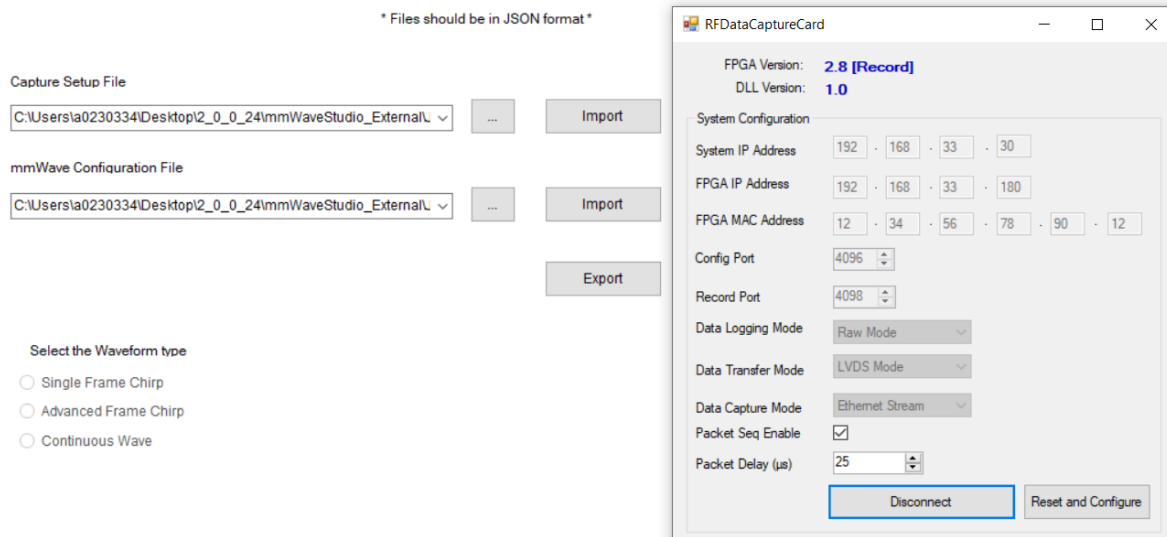 * Files should be in JSON format *
Capture Setup File
C:\Users\a0230334\Desktop\2_0_0_24\mmWaveStudio_External\J
...
Import
mmWave Configuration File
C:\Users\a0230334\Desktop\2_0_0_24\mmWaveStudio_External\J
...
Import
Export
Select the Waveform type
Single Frame Chirp
Advanced Frame Chirp
Continuous Wave
RFDataCaptureCard
FPGA Version: 2.8 [Record]
DLL Version: 1.0
System Configuration
System IP Address 192 . 168 . 33 . 30
FPGA IP Address 192 . 168 . 33 . 180
FPGA MAC Address 12 . 34 . 56 . 78 . 90 . 12
Config Port 4096
Record Port 4098
Data Logging Mode Raw Mode
Data Transfer Mode LVDS Mode
Data Capture Mode Ethernet Stream
Packet Seq Enable
Packet Delay (µs) 25
Disconnect Reset and Configure